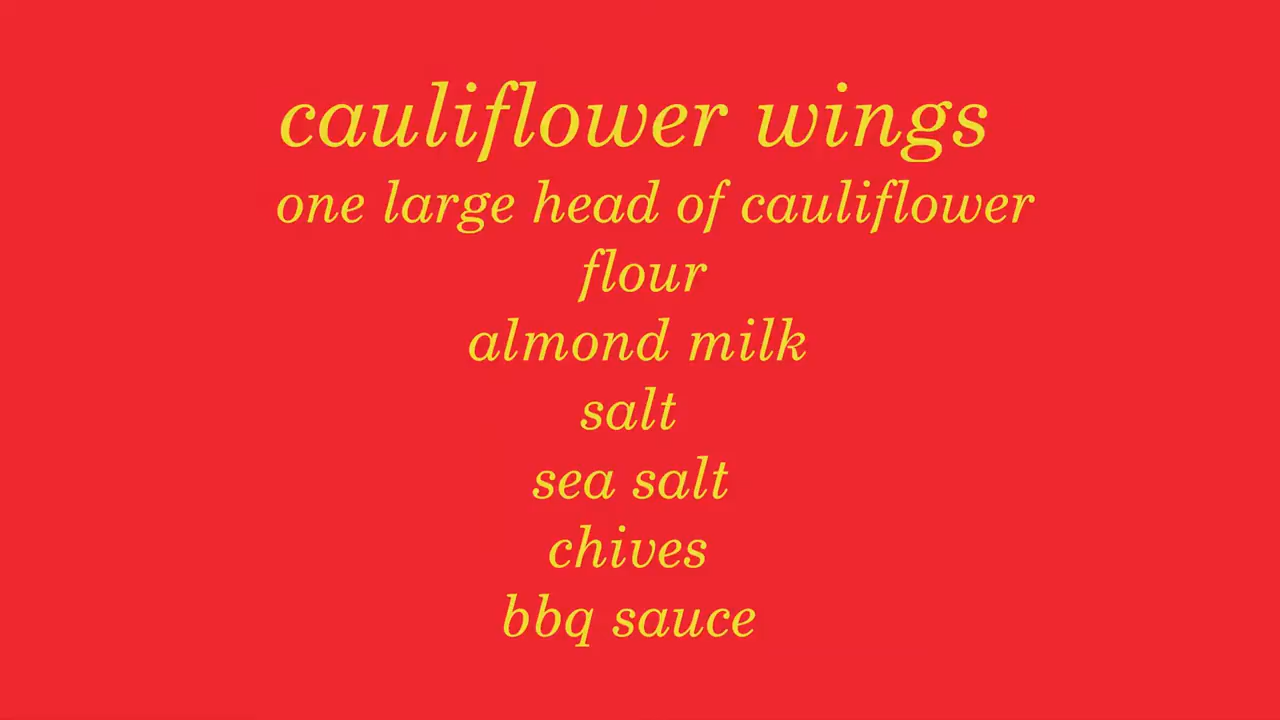 cauliflower wings
one large head of cauliflower
flour
almond milk
salt
sea salt
chives
bbq sauce